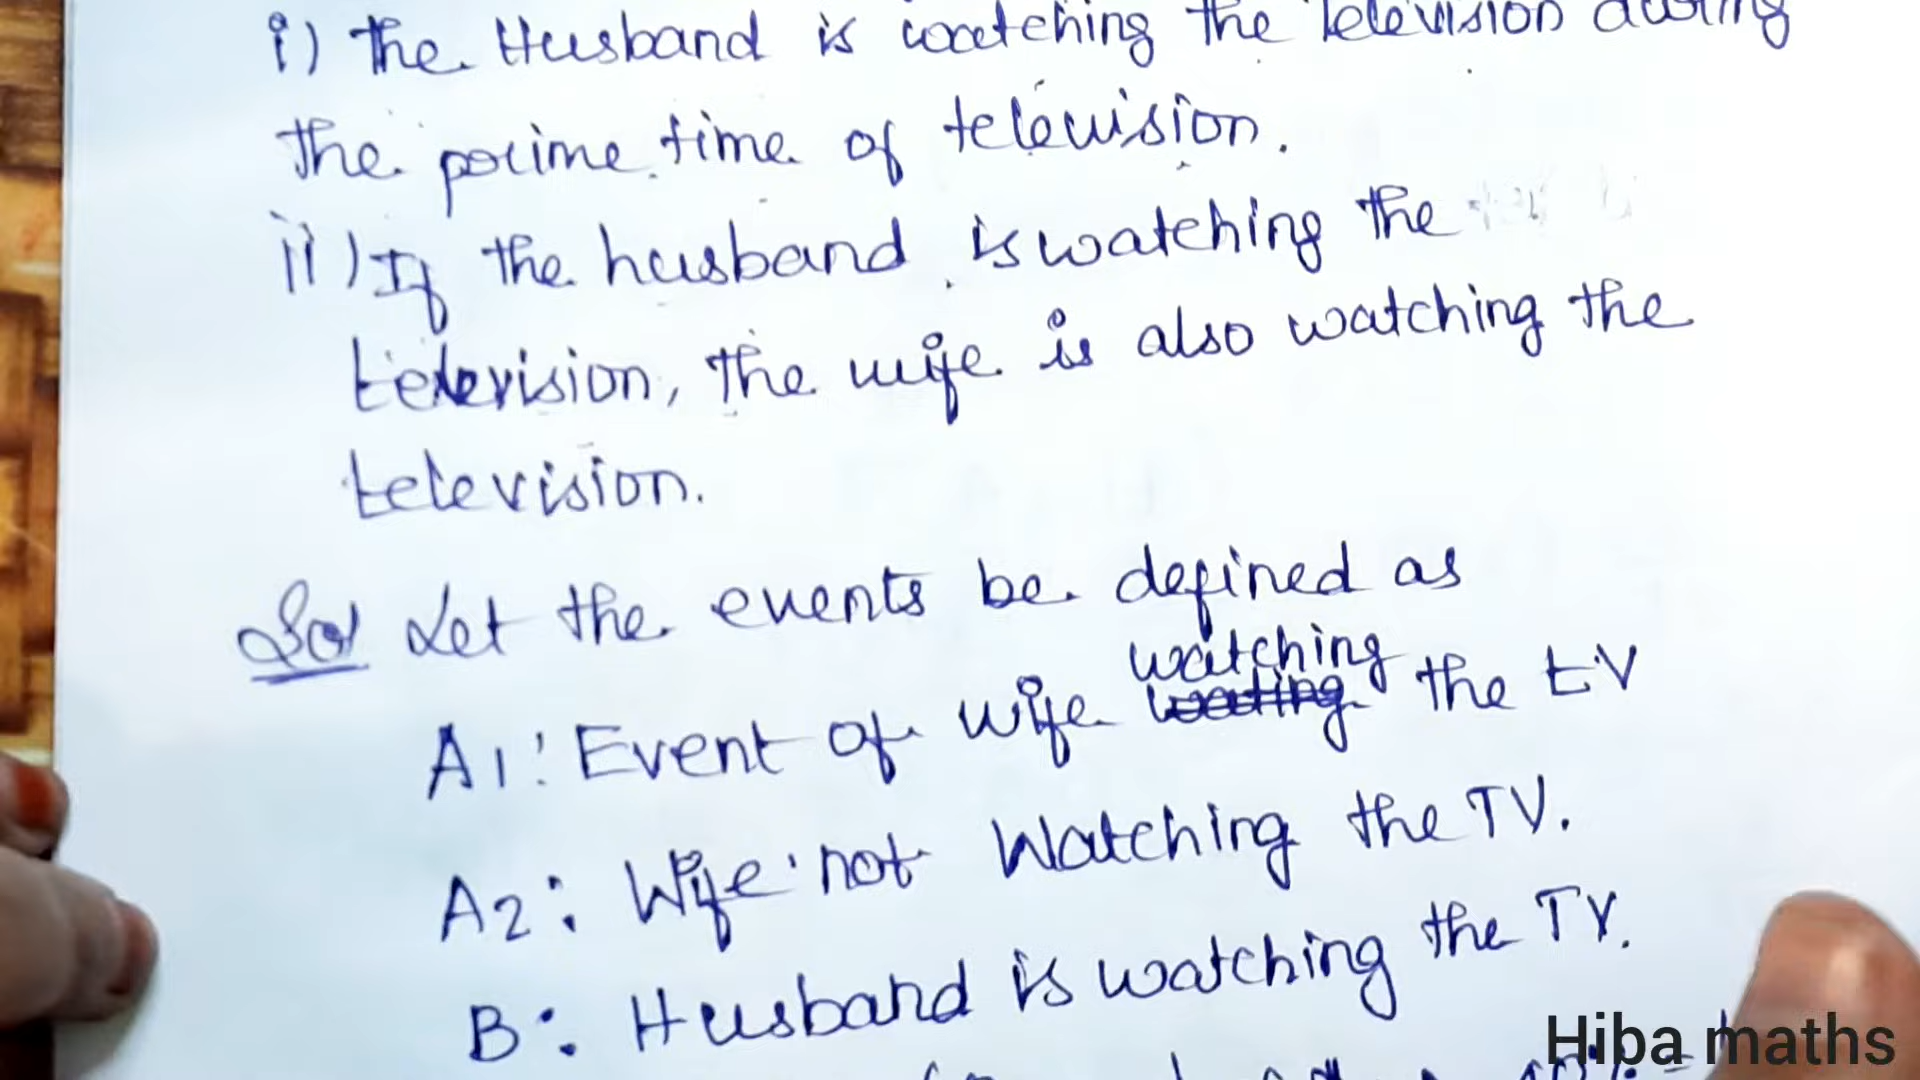 i) the Husband is watching the television during
the prime time of television.
ii) If the husband is watching the
television, the wife is also watching the
television.
Sol Let the events be defined as
watching
A1: Event of wife the tV
A2: Wife not Watching the TV.
B: Husband is watching the TV.
Hiba maths